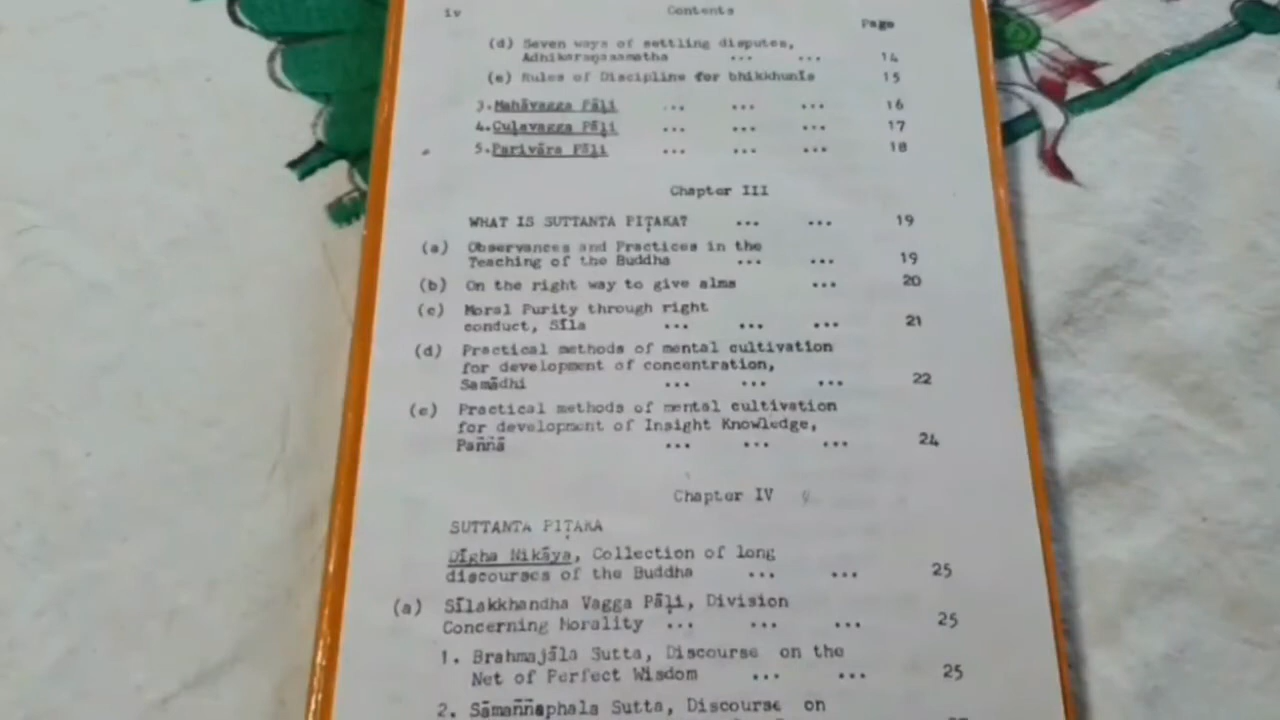 iv Contents
Page
(d) Seven ways of settling disputes,
Adhikaraṇasamatha ... ... 14
(e) Rules of Discipline for bhikkhunīs 15
3. Mahāvagga Pāḷi ... ... ... 16
4. Cuḷavagga Pāḷi ... ... ... 17
5. Parivāra Pāḷi ... ... ... 18
Chapter III
WHAT IS SUTTANTA PIṬAKA? ... ... 19
(a) Observances and Practices in the
Teaching of the Buddha ... ... 19
(b) On the right way to give alms ... 20
(c) Moral Purity through right
conduct, Sīla ... ... ... 21
(d) Practical methods of mental cultivation
for development of concentration,
Samādhi ... ... ... 22
(e) Practical methods of mental cultivation
for development of Insight Knowledge,
Paññā ... ... ... 24
Chapter IV
SUTTANTA PIṬAKA
Dīgha Nikāya, Collection of long
discourses of the Buddha ... ... 25
(a) Sīlakkhandha Vagga Pāḷi, Division
Concerning Morality ... ... ... 25
1. Brahmajāla Sutta, Discourse on the
Net of Perfect Wisdom ... ... 25
2. Sāmaññaphala Sutta, Discourse on